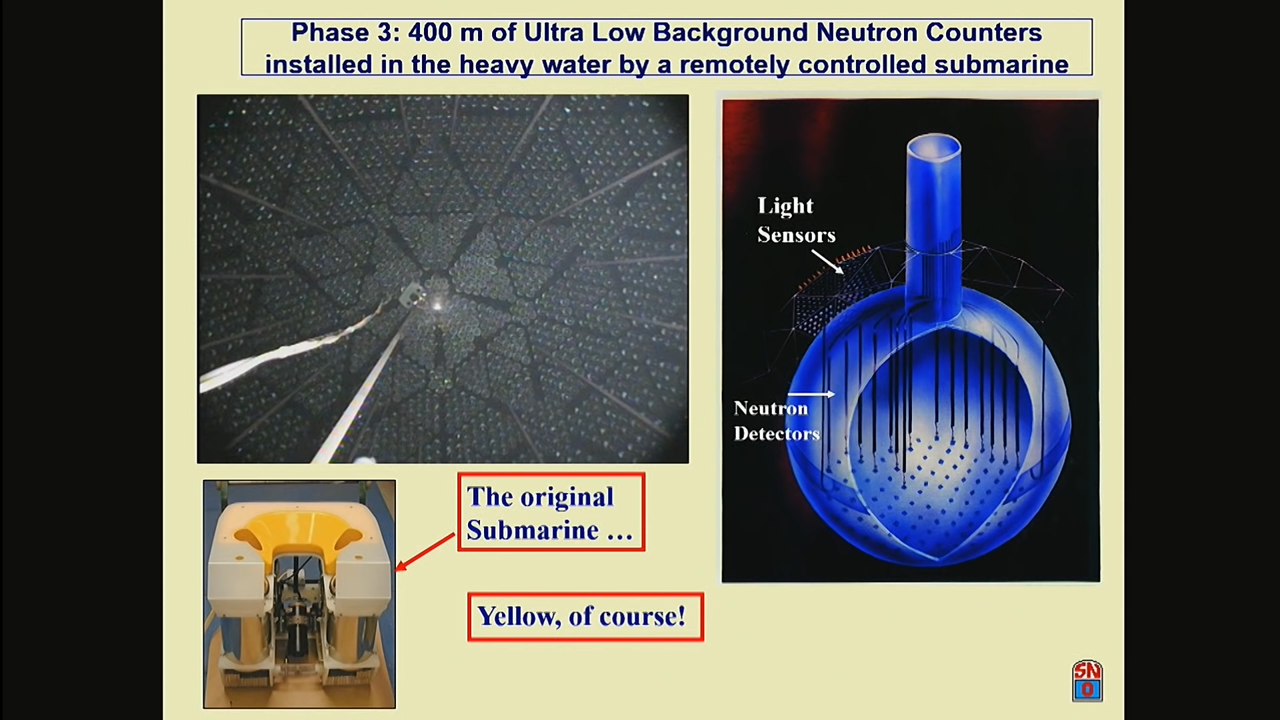 Phase 3: 400 m of Ultra Low Background Neutron Counters
installed in the heavy water by a remotely controlled submarine
Light
Sensors
Neutron
Detectors
The original
Submarine …
Yellow, of course!
SN
O